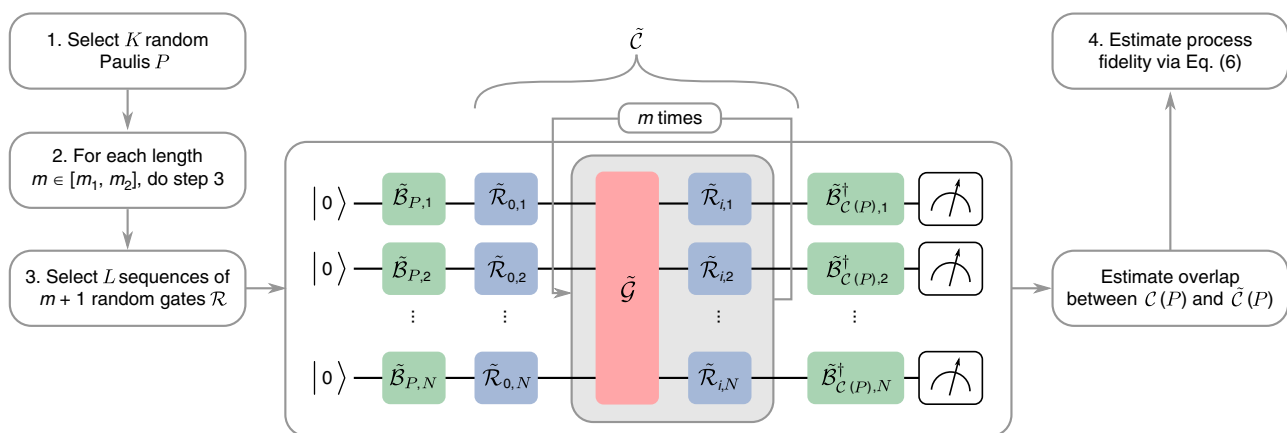 1. Select K random
Paulis P
2. For each length
m ∈ [m₁, m₂], do step 3
3. Select L sequences of
m + 1 random gates ℛ
𝒞̃
m times
|0⟩ ℬ̃_{P,1} ℛ̃_{0,1} ℛ̃_{i,1} ℬ̃†_{𝒞(P),1}
|0⟩ ℬ̃_{P,2} ℛ̃_{0,2} ℛ̃_{i,2} ℬ̃†_{𝒞(P),2}
𝒢̃
⋮ ⋮ ⋮ ⋮
|0⟩ ℬ̃_{P,N} ℛ̃_{0,N} ℛ̃_{i,N} ℬ̃†_{𝒞(P),N}
4. Estimate process
fidelity via Eq. (6)
Estimate overlap
between 𝒞(P) and 𝒞̃(P)